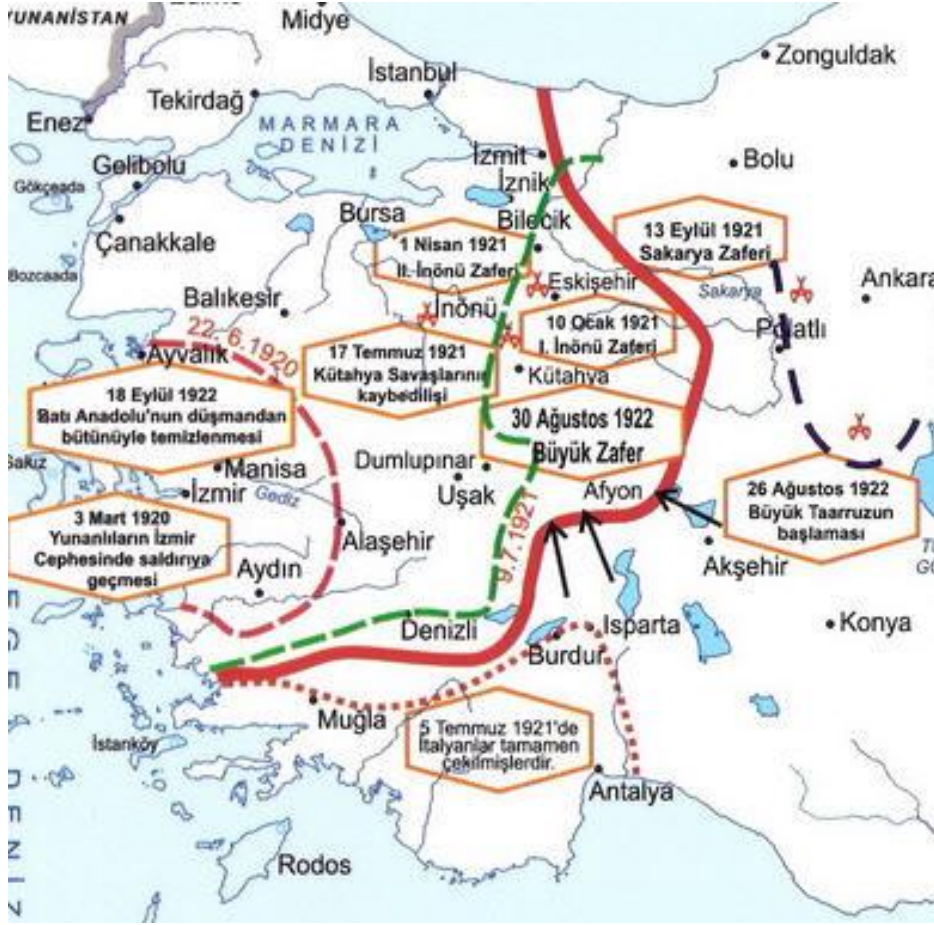 YUNANİSTAN
Midye
Zonguldak
İstanbul
Tekirdağ
Enez
MARMARA
DENİZİ
İzmit
Bolu
Gelibolu
Gökçeada
İznik
Bursa
Bilecik
Çanakkale
1 Nisan 1921
II. İnönü Zaferi
13 Eylül 1921
Sakarya Zaferi
Bozcaada
Eskişehir
Sakarya
Ankara
Balıkesir
İnönü
10 Ocak 1921
I. İnönü Zaferi
Polatlı
22. 6.1920
Ayvalık
17 Temmuz 1921
Kütahya Savaşlarının
kaybedilişi
Kütahya
18 Eylül 1922
Batı Anadolu'nun düşmandan
bütünüyle temizlenmesi
30 Ağustos 1922
Büyük Zafer
Sakız
Manisa
Dumlupınar
Uşak
İzmir
Gediz
Afyon
26 Ağustos 1922
Büyük Taarruzun
başlaması
3 Mart 1920
Yunanlıların İzmir
Cephesinde saldırıya
geçmesi
9.7.1921
Alaşehir
Akşehir
Aydın
Denizli
Isparta
Burdur
Konya
Muğla
5 Temmuz 1921'de
İtalyanlar tamamen
çekilmişlerdir.
İstanköy
Antalya
Rodos
EGE DENİZ